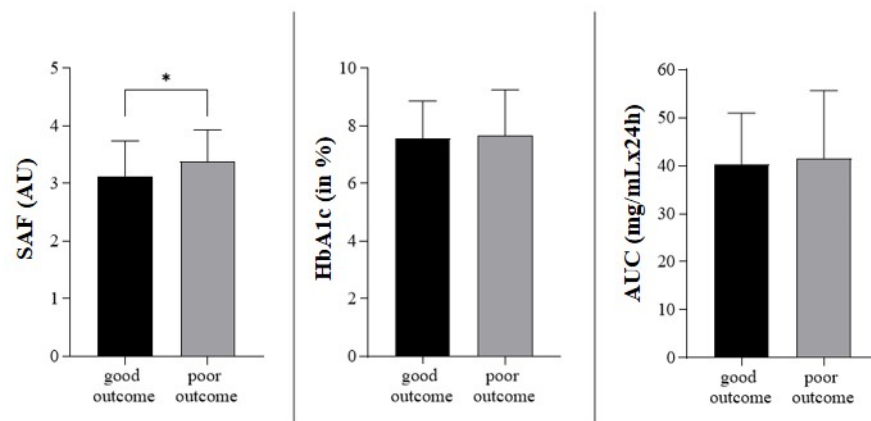 SAF (AU)
5
4
3
2
1
0
*
good
outcome
poor
outcome
HbA1c (in %)
10
8
6
4
2
0
good
outcome
poor
outcome
AUC (mg/mLx24h)
60
50
40
30
20
10
0
good
outcome
poor
outcome